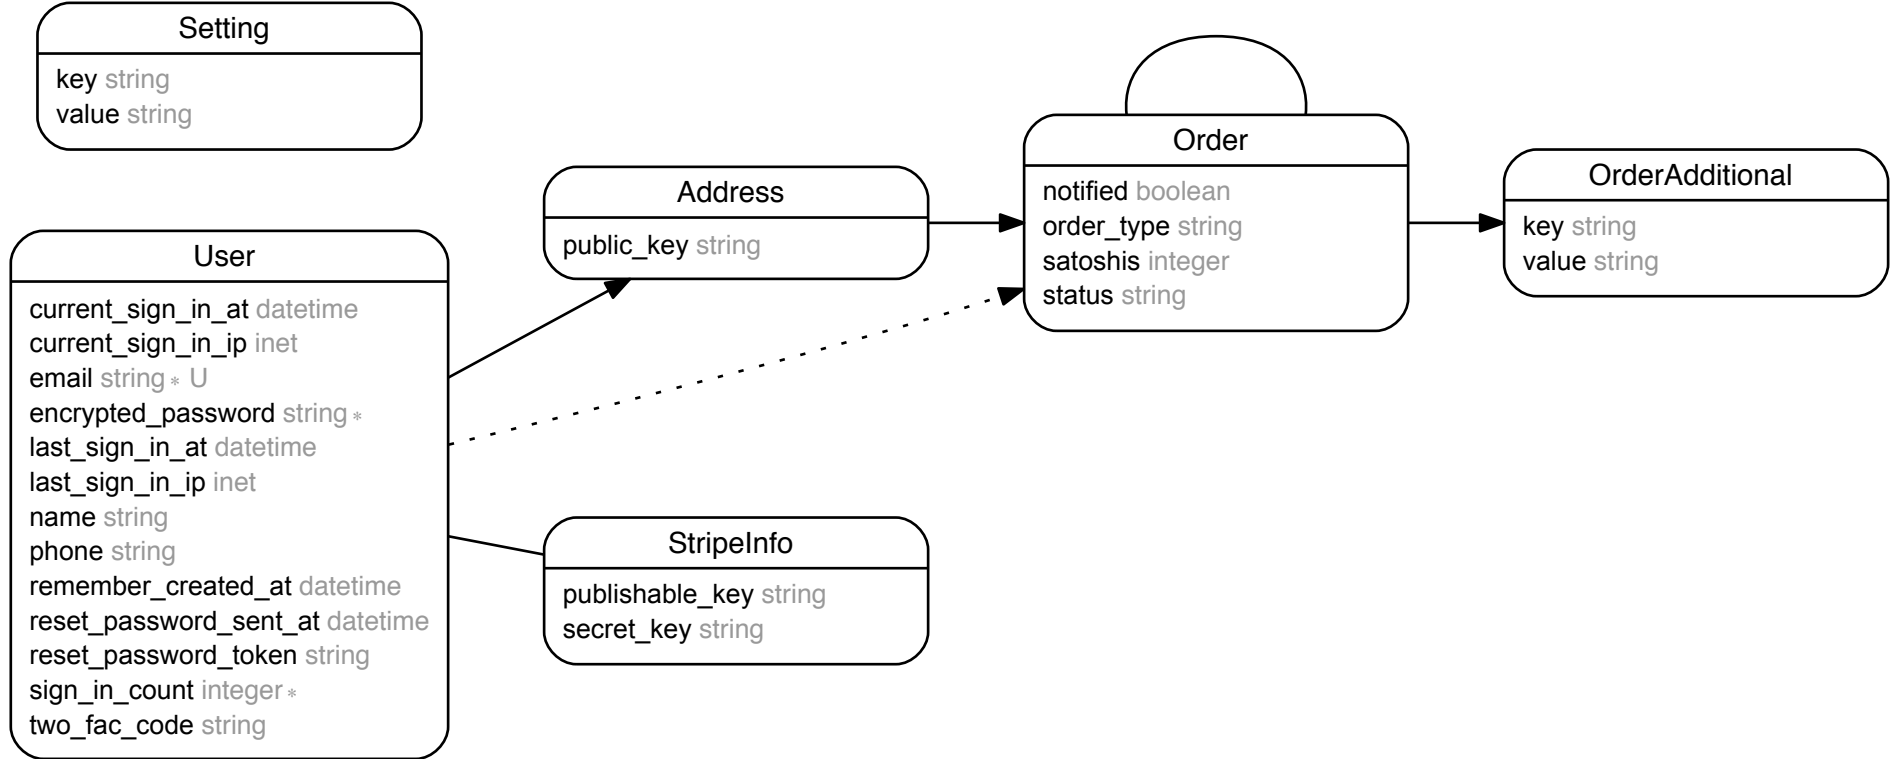 Setting
key string
value string
User
current_sign_in_at datetime
current_sign_in_ip inet
email string * U
encrypted_password string *
last_sign_in_at datetime
last_sign_in_ip inet
name string
phone string
remember_created_at datetime
reset_password_sent_at datetime
reset_password_token string
sign_in_count integer *
two_fac_code string
Address
public_key string
StripeInfo
publishable_key string
secret_key string
Order
notified boolean
order_type string
satoshis integer
status string
OrderAdditional
key string
value string